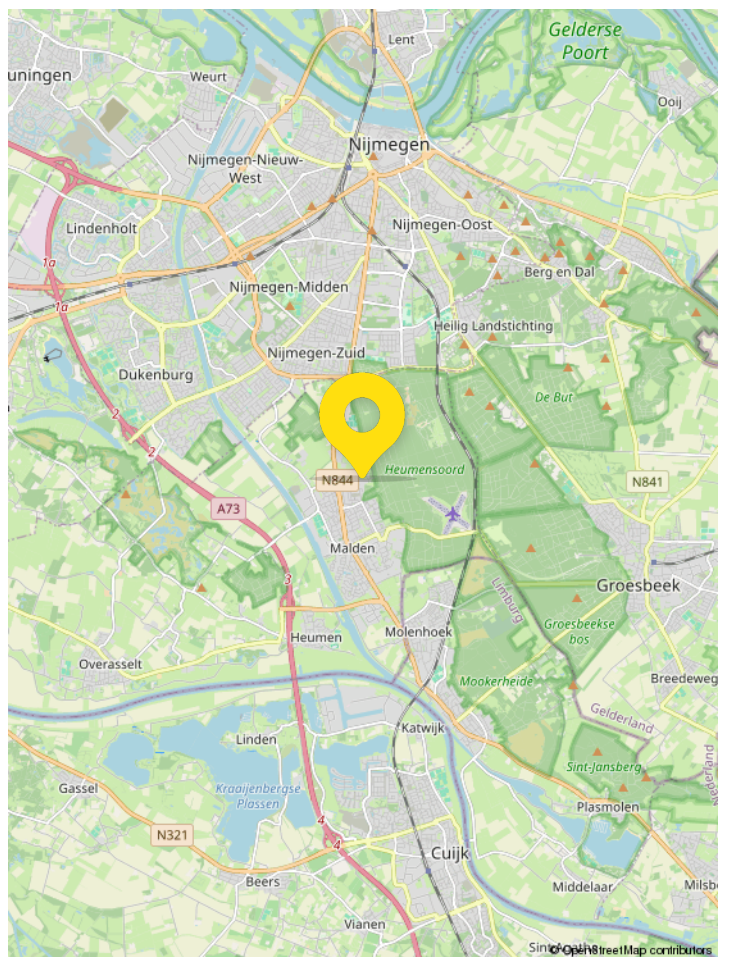 Gelderse
Poort
Lent
uningen
Weurt
Ooij
Nijmegen
Nijmegen-Nieuw-
West
Lindenholt
Nijmegen-Oost
1a
Berg en Dal
Nijmegen-Midden
1a
Heilig Landstichting
Nijmegen-Zuid
Dukenburg
De But
2
2
Heumensoord
N844
N841
A73
Malden
3
Limburg
Groesbeek
Heumen
Molenhoek
Groesbeekse
bos
Overasselt
Mookerheide
Breedeweg
Gelderland
Katwijk
Linden
Nederland
Sint-Jansberg
Gassel
Kraaijenbergse
Plassen
Plasmolen
4
N321
4
Cuijk
Beers
Middelaar
Milsb
Vianen
Sint Agatha
© OpenStreetMap contributors